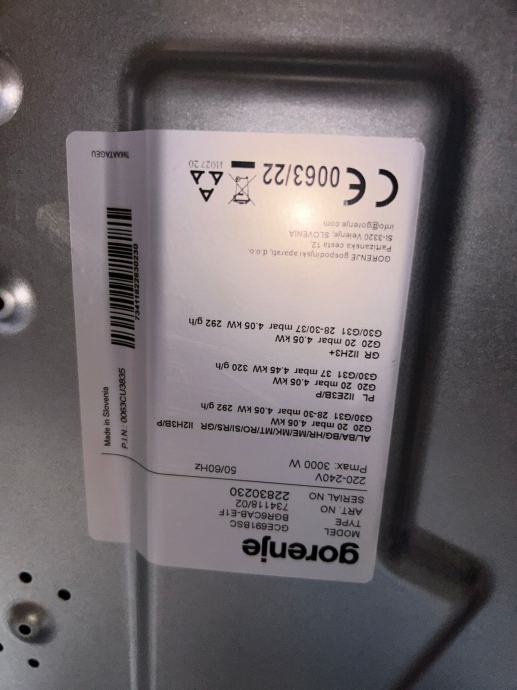 gorenje
MODEL GCE691BSC
TYPE BGR6CAB-E1F
ART. NO 734118/02
SERIAL NO 22830230
220-240V 50/60Hz
Pmax: 3000 W
AL/BA/BG/HR/ME/MK/MT/RO/SI/RS/GR II2H3B/P
G20 20 mbar 4.05 kW
G30/G31 28-30 mbar 4.05 kW 292 g/h
PL II2E3B/P
G20 20 mbar 4.05 kW
G30/G31 37 mbar 4.45 kW 320 g/h
GR II2H3+
G20 20 mbar 4.05 kW
G30/G31 28-30/37 mbar 4.05 kW 292 g/h
GORENJE gospodinjski aparati, d.o.o.
Partizanska cesta 12,
SI-3320 Velenje, SLOVENIA
info@gorenje.com
CE 0063/22
Made in Slovenia
P.I.N.: 0063CU3835